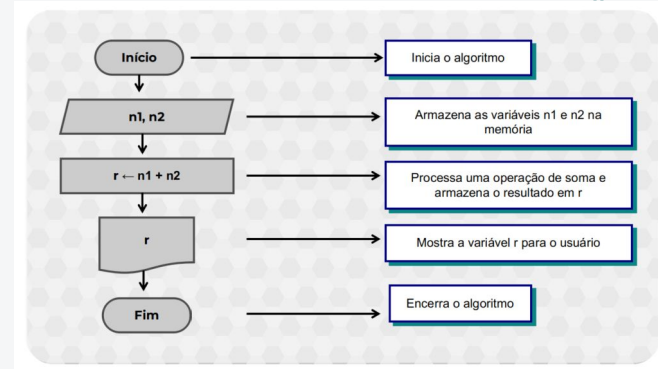 Início
Inicia o algoritmo
n1, n2
Armazena as variáveis n1 e n2 na
memória
r ← n1 + n2
Processa uma operação de soma e
armazena o resultado em r
r
Mostra a variável r para o usuário
Fim
Encerra o algoritmo